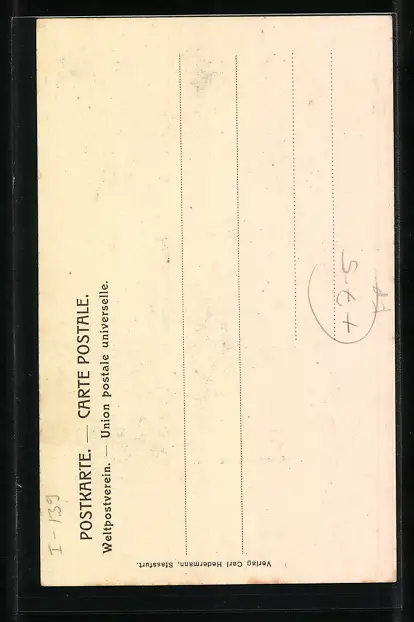 I-139
POSTKARTE. — CARTE POSTALE.
Weltpostverein. — Union postale universelle.
Verlag Carl Hedermann, Stassfurt.